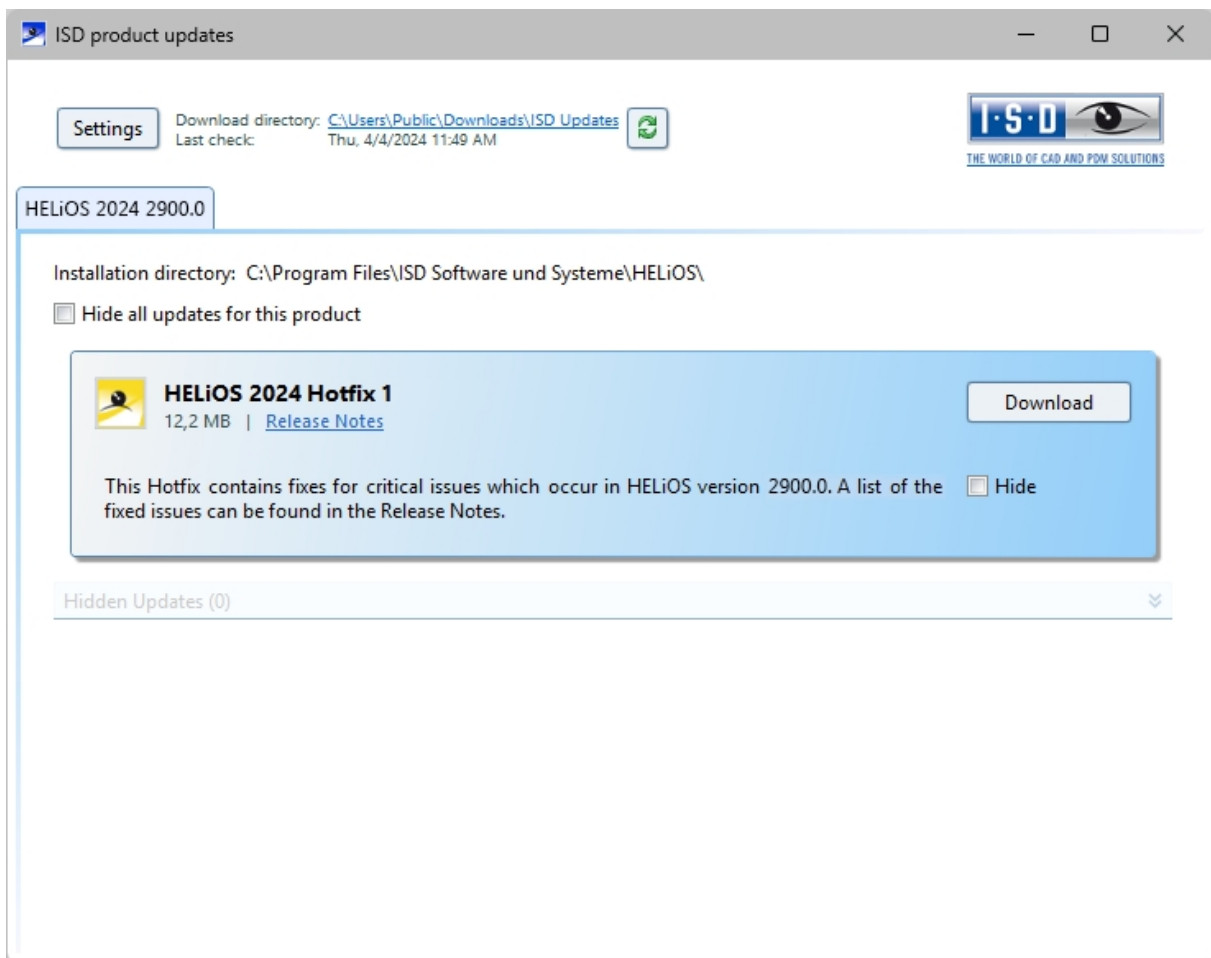 ISD product updates
Settings
Download directory: C:\Users\Public\Downloads\ISD Updates
Last check: Thu, 4/4/2024 11:49 AM
I·S·D
THE WORLD OF CAD AND PDM SOLUTIONS
HELiOS 2024 2900.0
Installation directory: C:\Program Files\ISD Software und Systeme\HELiOS\
Hide all updates for this product
HELiOS 2024 Hotfix 1
Download
12,2 MB | Release Notes
This Hotfix contains fixes for critical issues which occur in HELiOS version 2900.0. A list of the
Hide
fixed issues can be found in the Release Notes.
Hidden Updates (0)